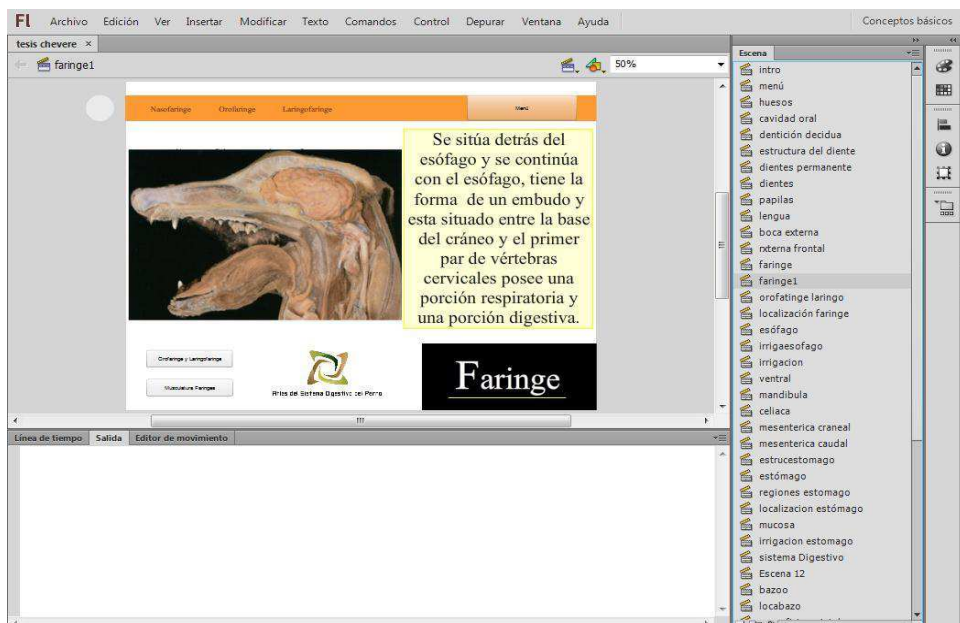 Fl Archivo Edición Ver Insertar Modificar Texto Comandos Control Depurar Ventana Ayuda Conceptos básicos
tesis chevere ×
faringe1 50%
Nasofaringe Orofaringe Laringofaringe Menú
Se sitúa detrás del
esófago y se continúa
con el esófago, tiene la
forma de un embudo y
esta situado entre la base
del cráneo y el primer
par de vértebras
cervicales posee una
porción respiratoria y
una porción digestiva.
Orofaringe y Laringofaringe
Musculatura Faringea
Sistema Digestivo del Perro
Faringe
Línea de tiempo Salida Editor de movimiento
Escena
intro
menú
huesos
cavidad oral
dentición decidua
estructura del diente
dientes permanente
dientes
papilas
lengua
boca externa
rxterna frontal
faringe
faringe1
orofatinge laringo
localización faringe
esófago
irrigaesofago
irrigacion
ventral
mandibula
celiaca
mesenterica craneal
mesenterica caudal
estrucestomago
estómago
regiones estomago
localizacion estómago
mucosa
irrigacion estomago
sistema Digestivo
Escena 12
bazoo
locabazo